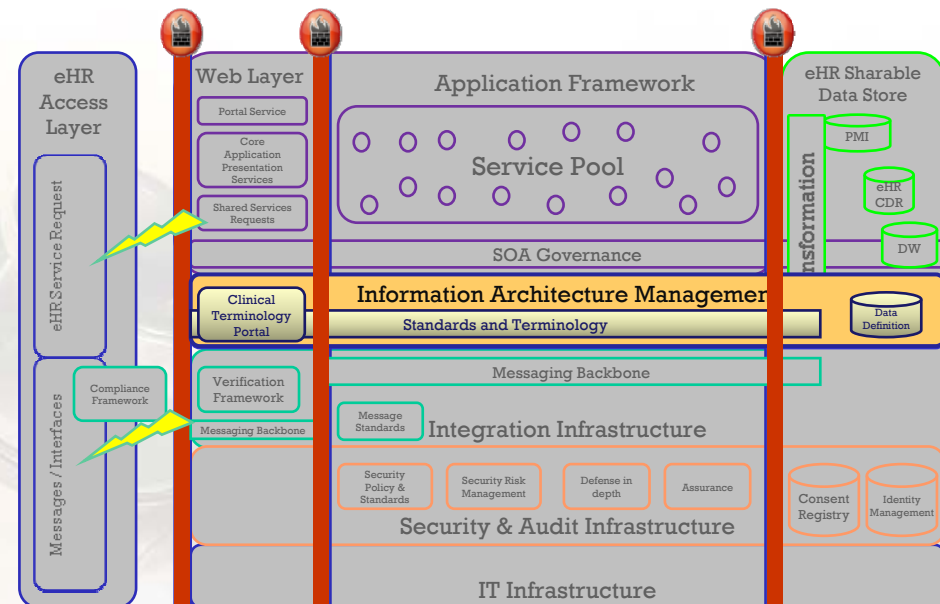 eHR
Access
Layer
eHR Service Request
Messages / Interfaces
Compliance
Framework
Web Layer
Portal Service
Core
Application
Presentation
Services
Shared Services
Requests
Application Framework
Service Pool
SOA Governance
eHR Sharable
Data Store
PMI
eHR
CDR
DW
nsformation
Clinical
Terminology
Portal
Information Architecture Managemen
Standards and Terminology
Data
Definition
Verification
Framework
Messaging Backbone
Messaging Backbone
Message
Standards
Integration Infrastructure
Security
Policy &
Standards
Security Risk
Management
Defense in
depth
Assurance
Security & Audit Infrastructure
Consent
Registry
Identity
Management
IT Infrastructure